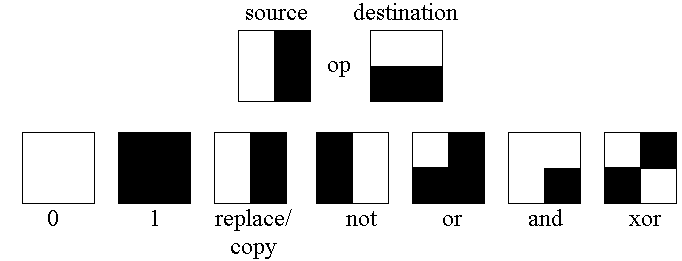 source destination
op
0 1 replace/ not or and xor
copy